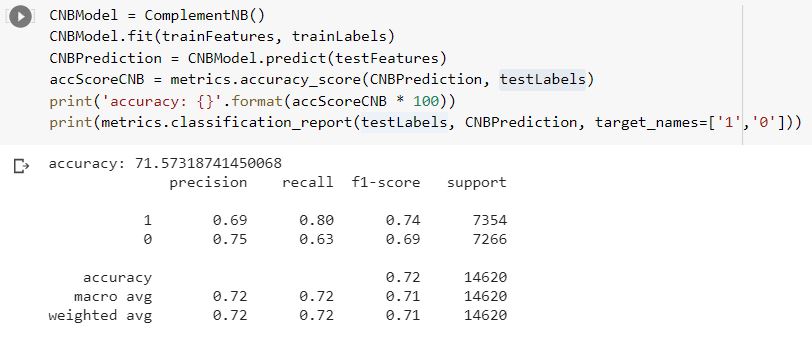 CNBModel = ComplementNB()
CNBModel.fit(trainFeatures, trainLabels)
CNBPrediction = CNBModel.predict(testFeatures)
accScoreCNB = metrics.accuracy_score(CNBPrediction, testLabels)
print('accuracy: {}'.format(accScoreCNB * 100))
print(metrics.classification_report(testLabels, CNBPrediction, target_names=['1','0']))
accuracy: 71.57318741450068
precision recall f1-score support
1 0.69 0.80 0.74 7354
0 0.75 0.63 0.69 7266
accuracy 0.72 14620
macro avg 0.72 0.72 0.71 14620
weighted avg 0.72 0.72 0.71 14620